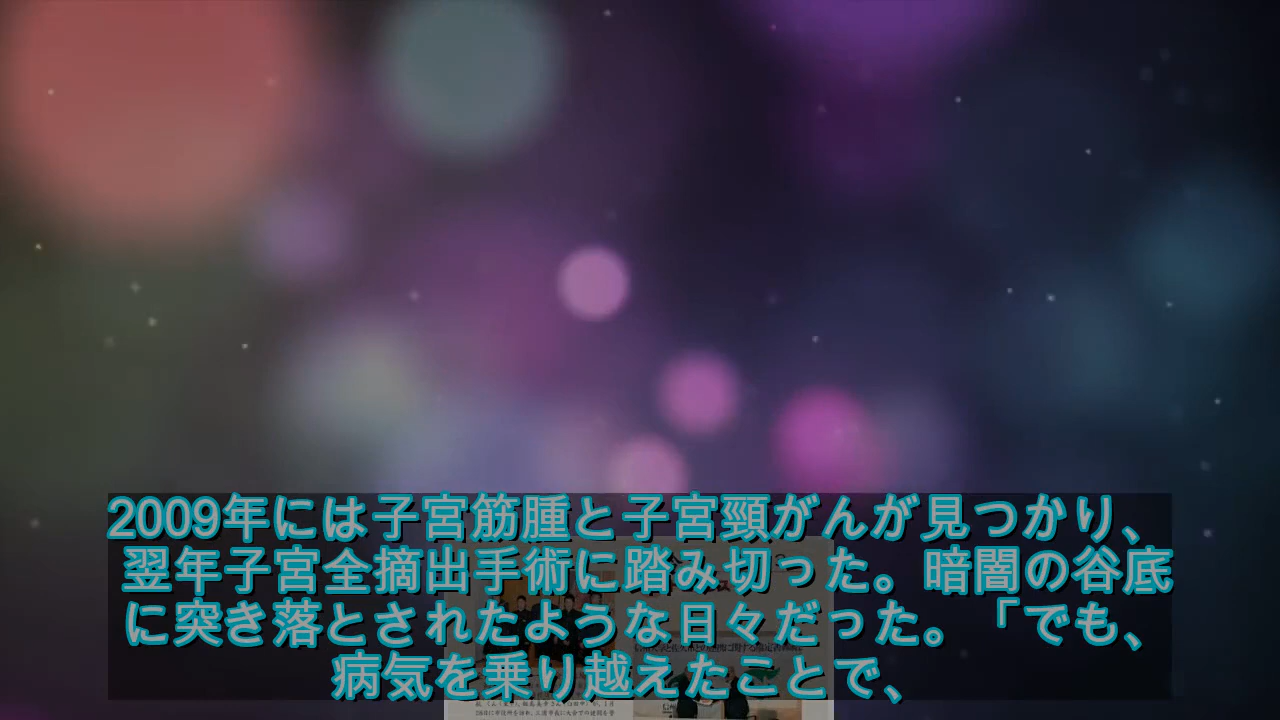 2009年には子宮筋腫と子宮頸がんが見つかり、
翌年子宮全摘出手術に踏み切った。暗闇の谷底
に突き落とされたような日々だった。「でも、
病気を乗り越えたことで、